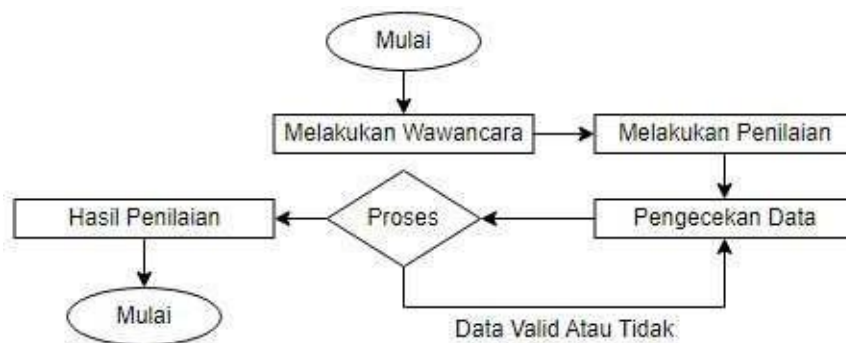 Mulai
Melakukan Wawancara
Melakukan Penilaian
Hasil Penilaian
Proses
Pengecekan Data
Mulai
Data Valid Atau Tidak